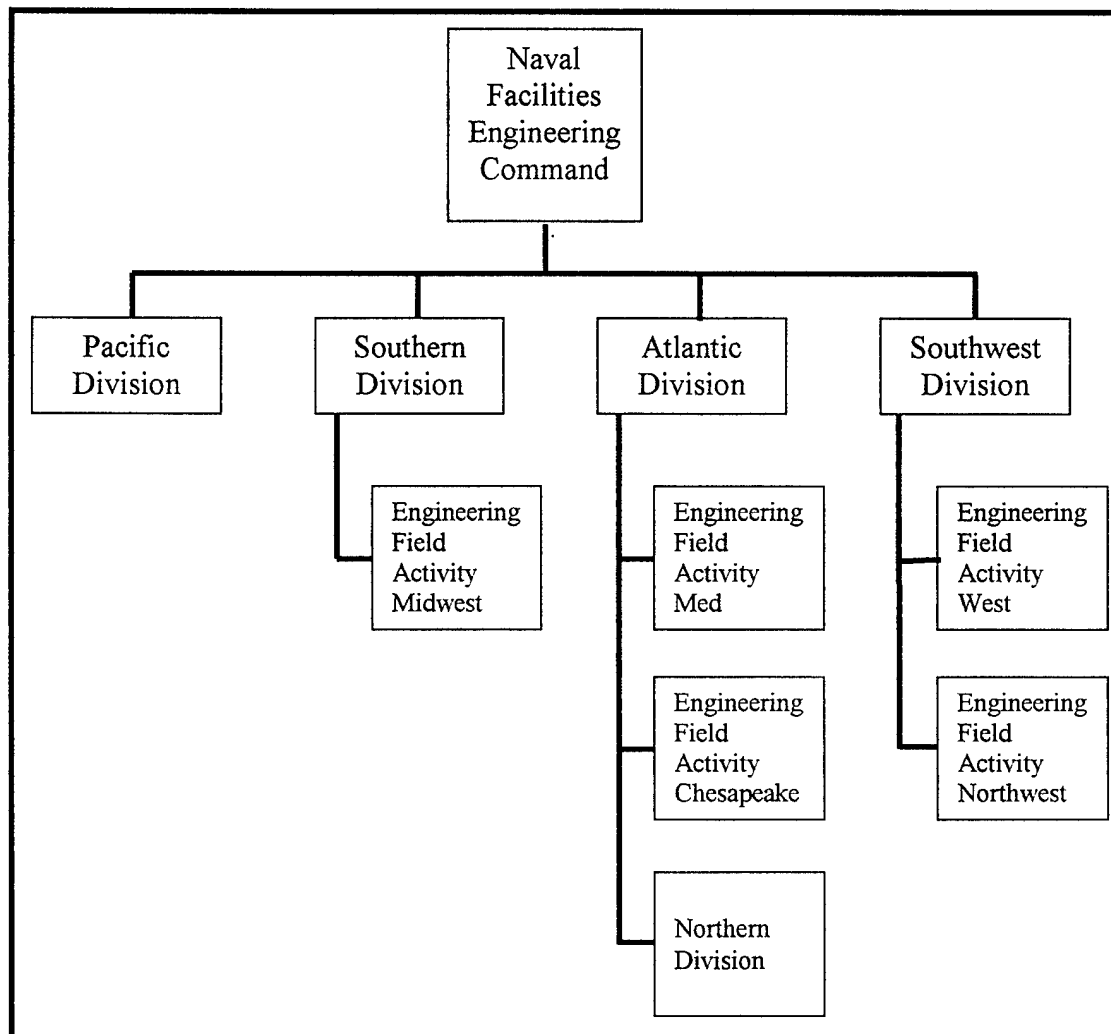 Naval
Facilities
Engineering
Command
Pacific
Division
Southern
Division
Atlantic
Division
Southwest
Division
Engineering
Field
Activity
Midwest
Engineering
Field
Activity
Med
Engineering
Field
Activity
West
Engineering
Field
Activity
Chesapeake
Engineering
Field
Activity
Northwest
Northern
Division